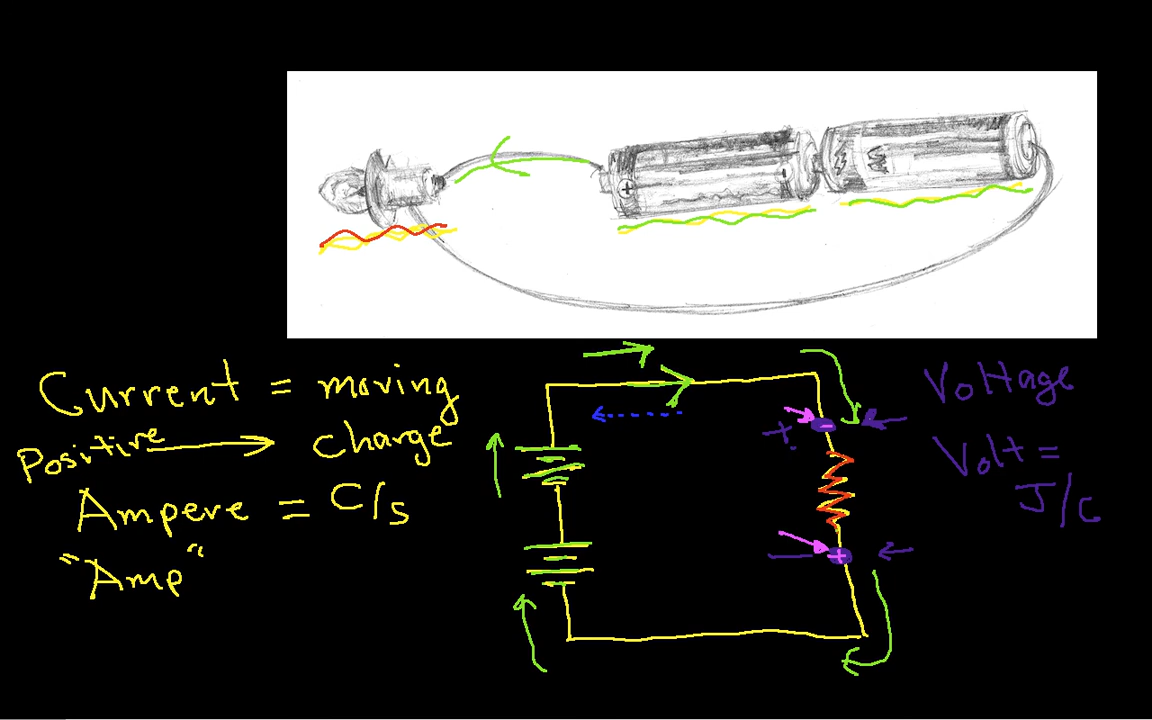 + -
Current = moving
Positive → charge
Ampere = C/s
"Amp"
Voltage
Volt =
J/C
+ -
- +